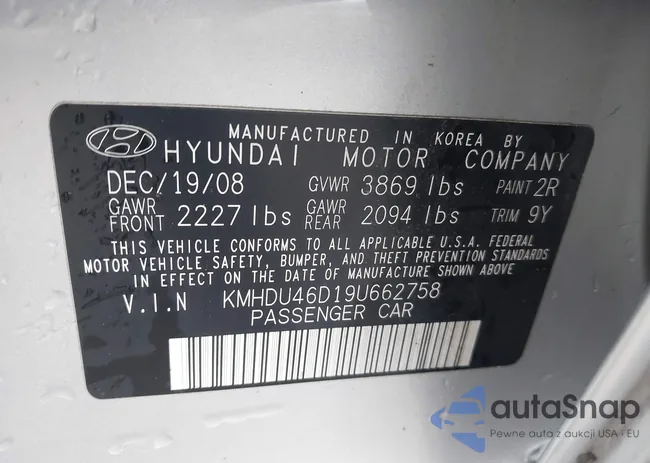 MANUFACTURED IN KOREA BY
HYUNDAI MOTOR COMPANY
DEC/19/08 GVWR 3869 lbs PAINT 2R
GAWR FRONT 2227 lbs GAWR REAR 2094 lbs TRIM 9Y
THIS VEHICLE CONFORMS TO ALL APPLICABLE U.S.A. FEDERAL
MOTOR VEHICLE SAFETY, BUMPER, AND THEFT PREVENTION STANDARDS
IN EFFECT ON THE DATE OF MANUFACTURE SHOWN ABOVE
V.I.N KMHDU46D19U662758
PASSENGER CAR
autaSnap
Pewne auta z aukcji USA i EU